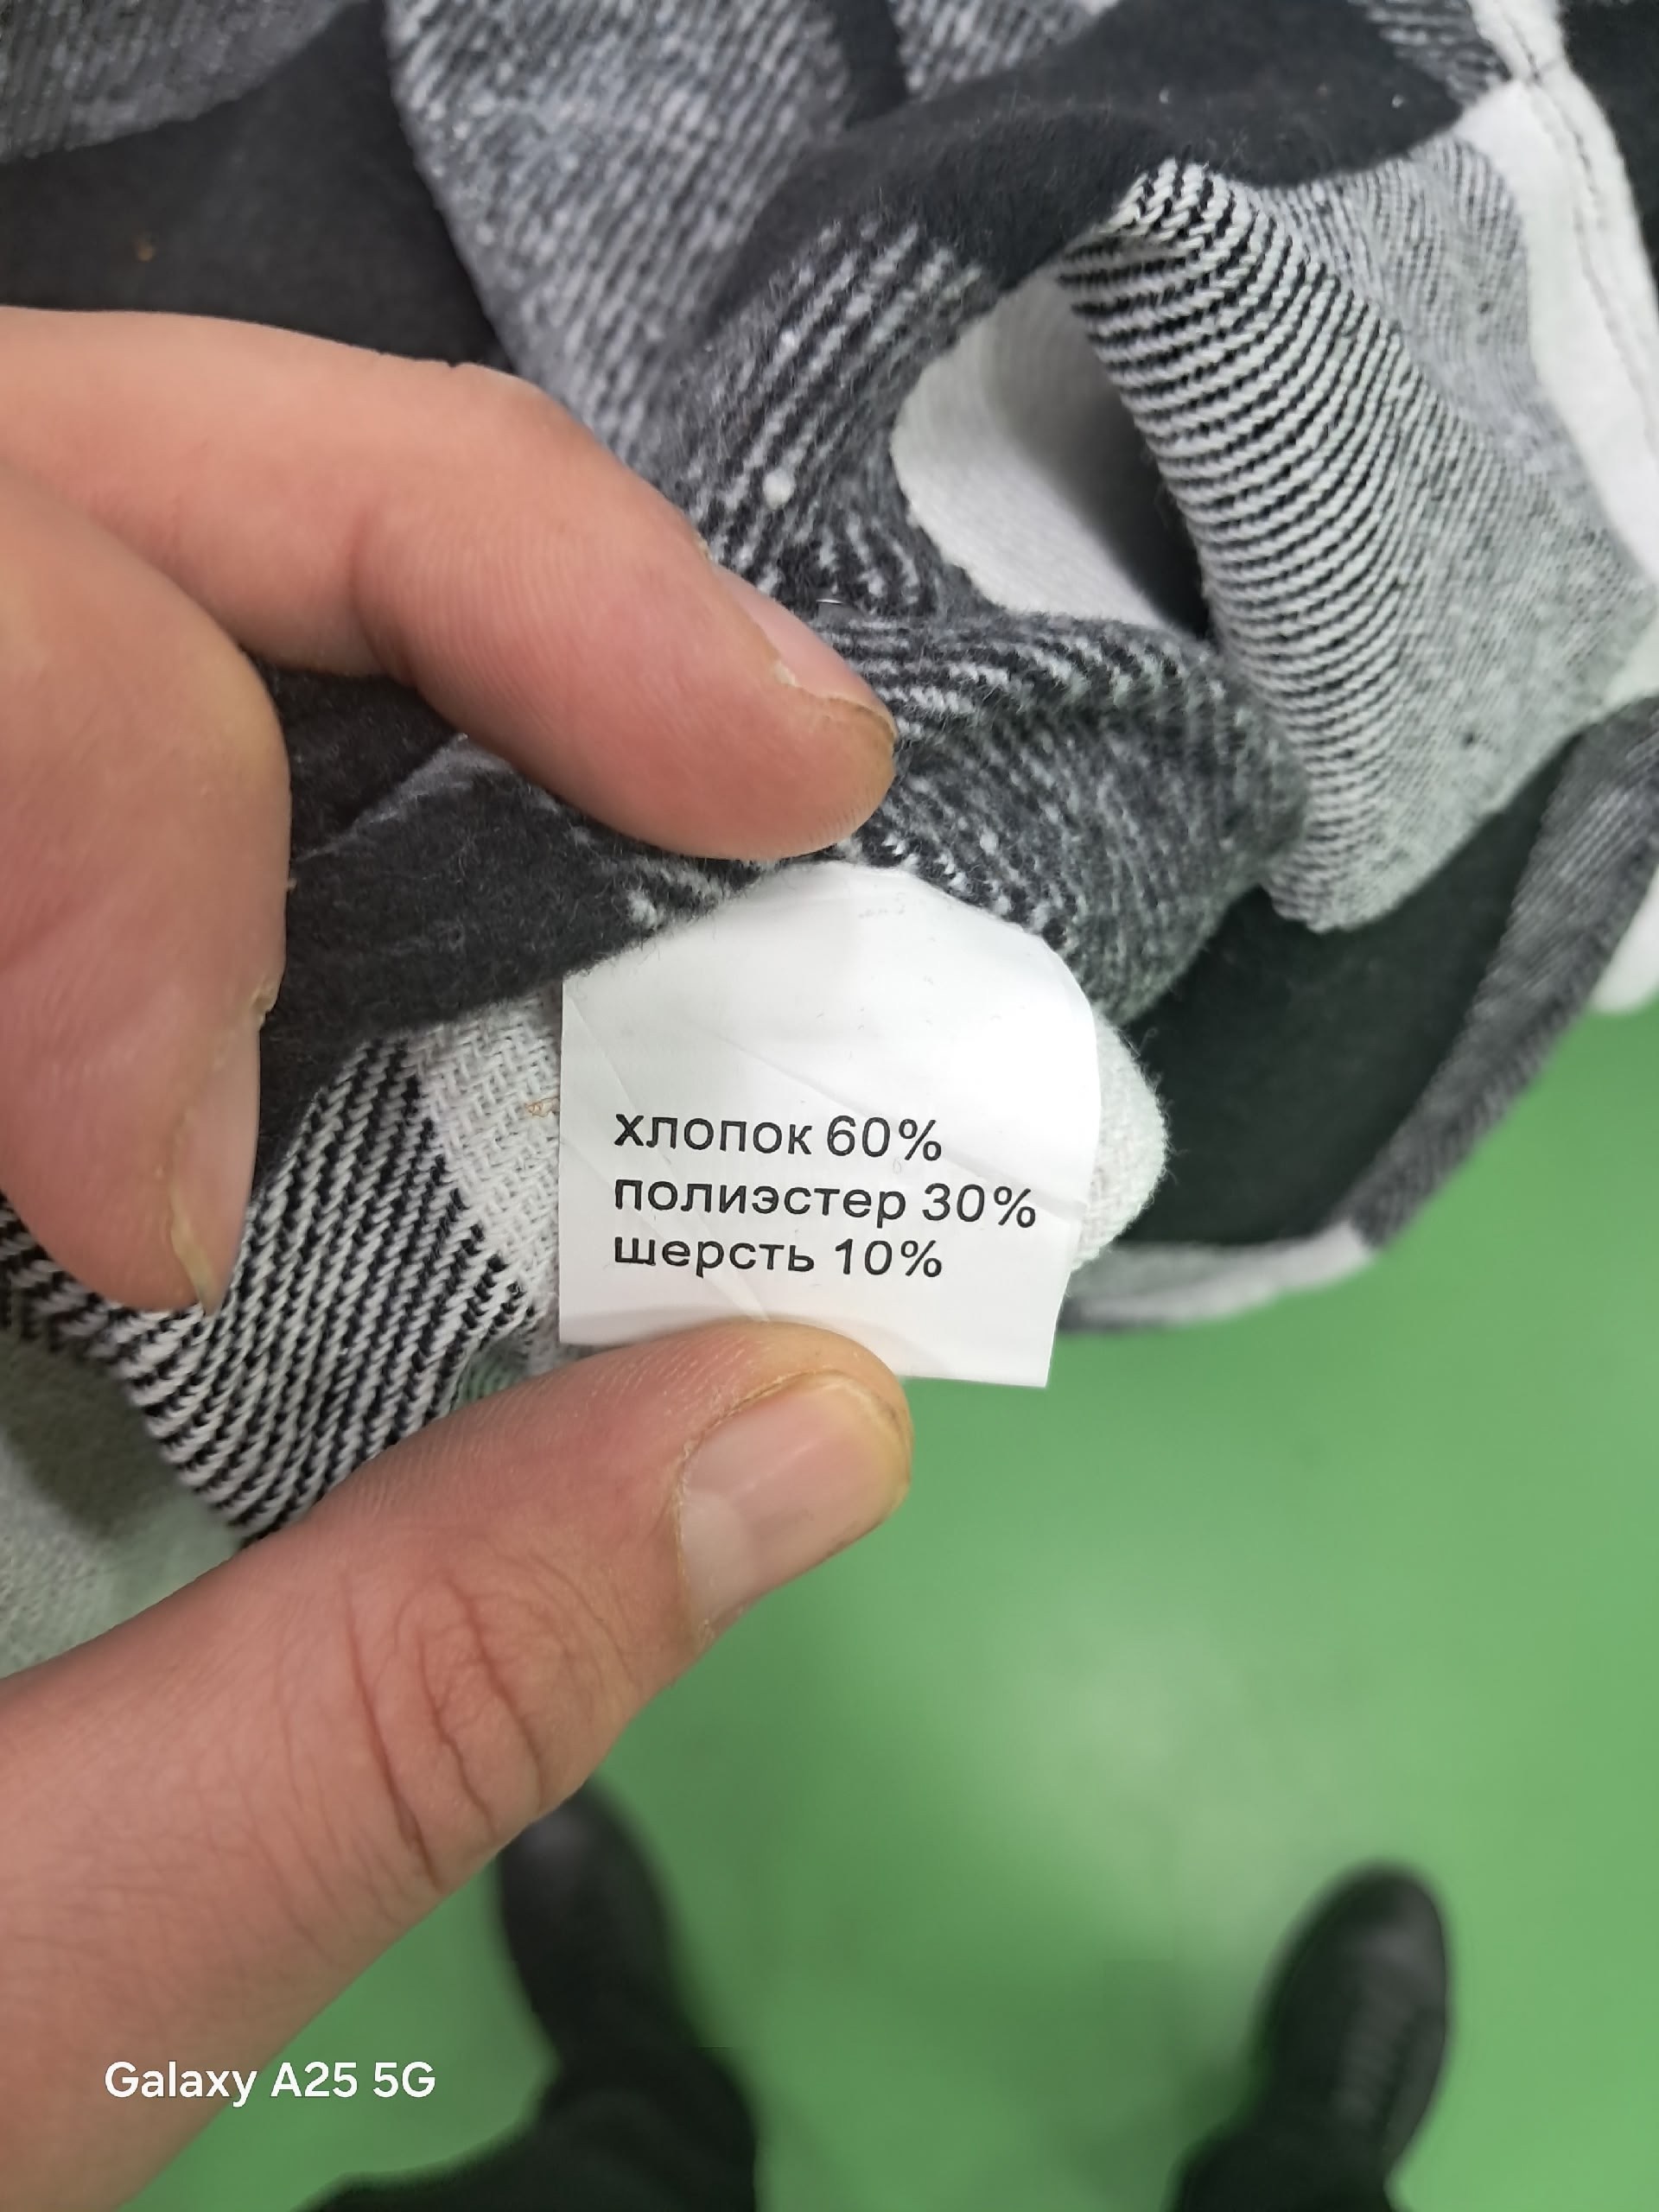 хлопок 60%
полиэстер 30%
шерсть 10%
Galaxy A25 5G